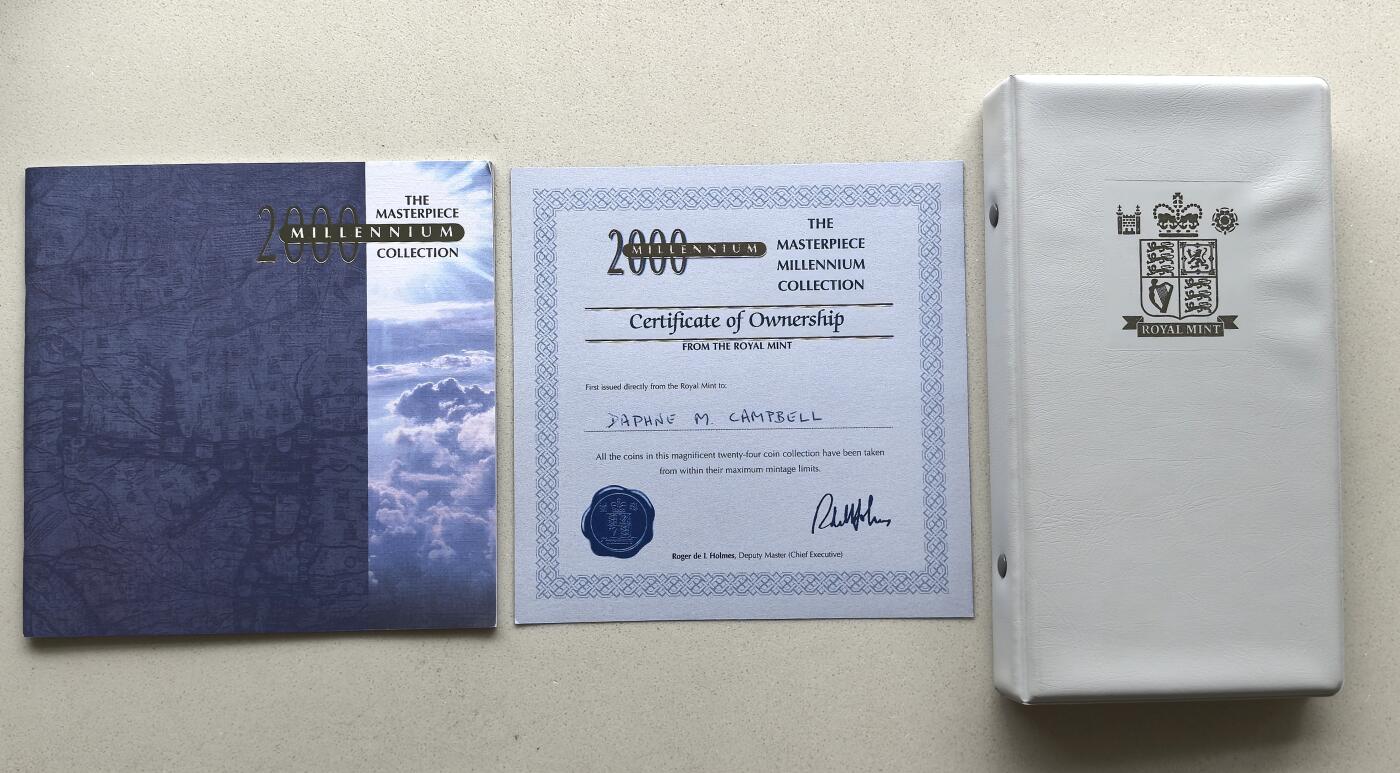 THE
MASTERPIECE
2000 MILLENNIUM
COLLECTION
2000 MILLENNIUM
THE
MASTERPIECE
MILLENNIUM
COLLECTION
Certificate of Ownership
FROM THE ROYAL MINT
First issued directly from the Royal Mint to:
DAPHNE M. CAMPBELL
All the coins in this magnificent twenty-four coin collection have been taken
from within their maximum mintage limits.
Roger de L Holmes, Deputy Master (Chief Executive)
ROYAL MINT